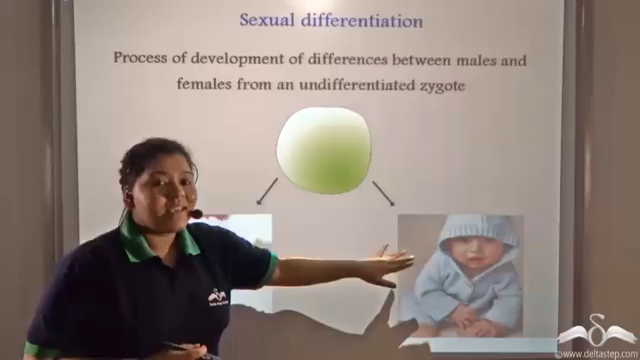 Sexual differentiation
Process of development of differences between males and
females from an undifferentiated zygote
©www.deltastep.com